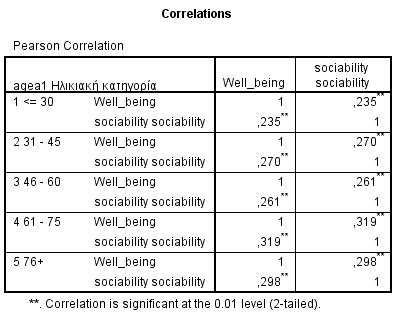 Correlations
Pearson Correlation
agea1 Ηλικιακή κατηγορία Well_being sociability sociability
1 <= 30 Well_being 1 ,235**
sociability sociability ,235** 1
2 31 - 45 Well_being 1 ,270**
sociability sociability ,270** 1
3 46 - 60 Well_being 1 ,261**
sociability sociability ,261** 1
4 61 - 75 Well_being 1 ,319**
sociability sociability ,319** 1
5 76+ Well_being 1 ,298**
sociability sociability ,298** 1
**. Correlation is significant at the 0.01 level (2-tailed).